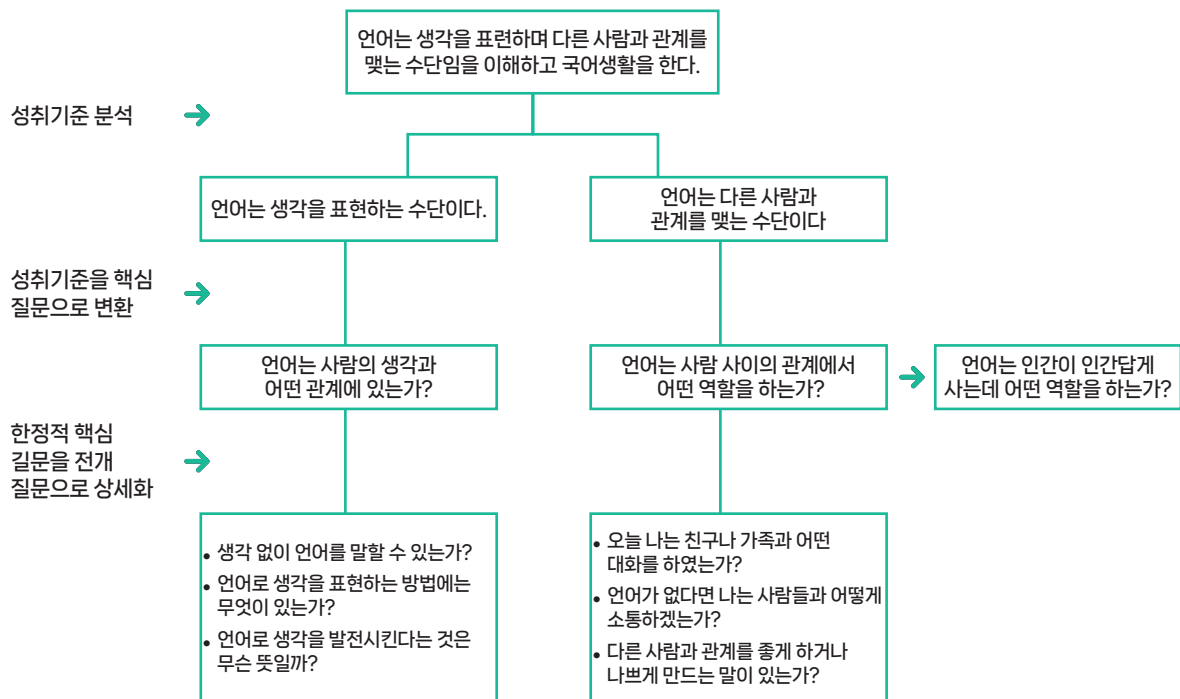 언어는 생각을 표련하며 다른 사람과 관계를
맺는 수단임을 이해하고 국어생활을 한다.
성취기준 분석
언어는 생각을 표현하는 수단이다.
언어는 다른 사람과
관계를 맺는 수단이다
성취기준을 핵심
질문으로 변환
언어는 사람의 생각과
어떤 관계에 있는가?
언어는 사람 사이의 관계에서
어떤 역할을 하는가?
언어는 인간이 인간답게
사는데 어떤 역할을 하는가?
한정적 핵심
길문을 전개
질문으로 상세화
• 생각 없이 언어를 말할 수 있는가?
• 언어로 생각을 표현하는 방법에는
무엇이 있는가?
• 언어로 생각을 발전시킨다는 것은
무슨 뜻일까?
• 오늘 나는 친구나 가족과 어떤
대화를 하였는가?
• 언어가 없다면 나는 사람들과 어떻게
소통하겠는가?
• 다른 사람과 관계를 좋게 하거나
나쁘게 만드는 말이 있는가?